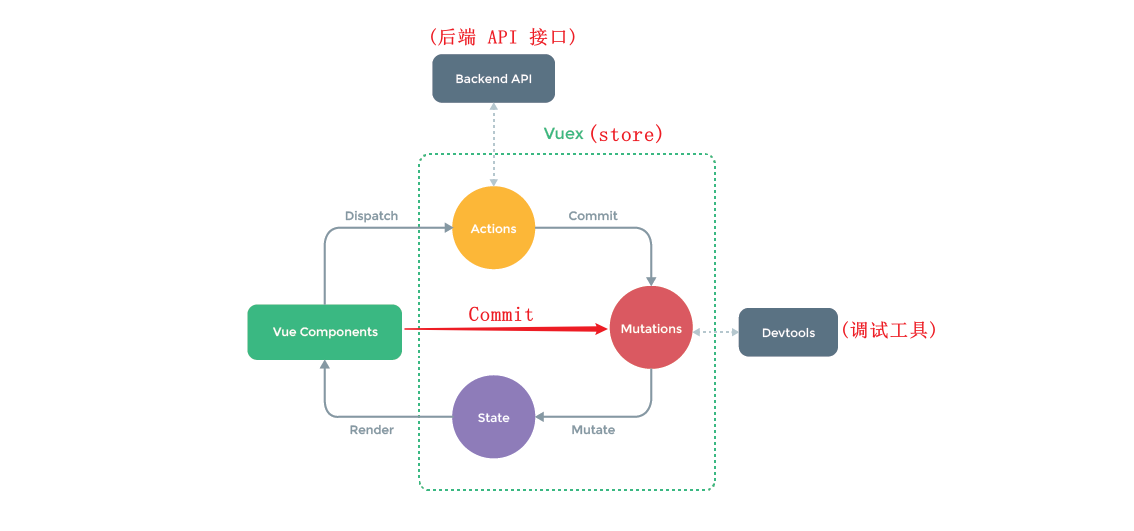 (后端 API 接口)
Backend API
Vuex (store)
Dispatch
Actions
Commit
Vue Components
Commit
Mutations
Devtools
(调试工具)
State
Render
Mutate